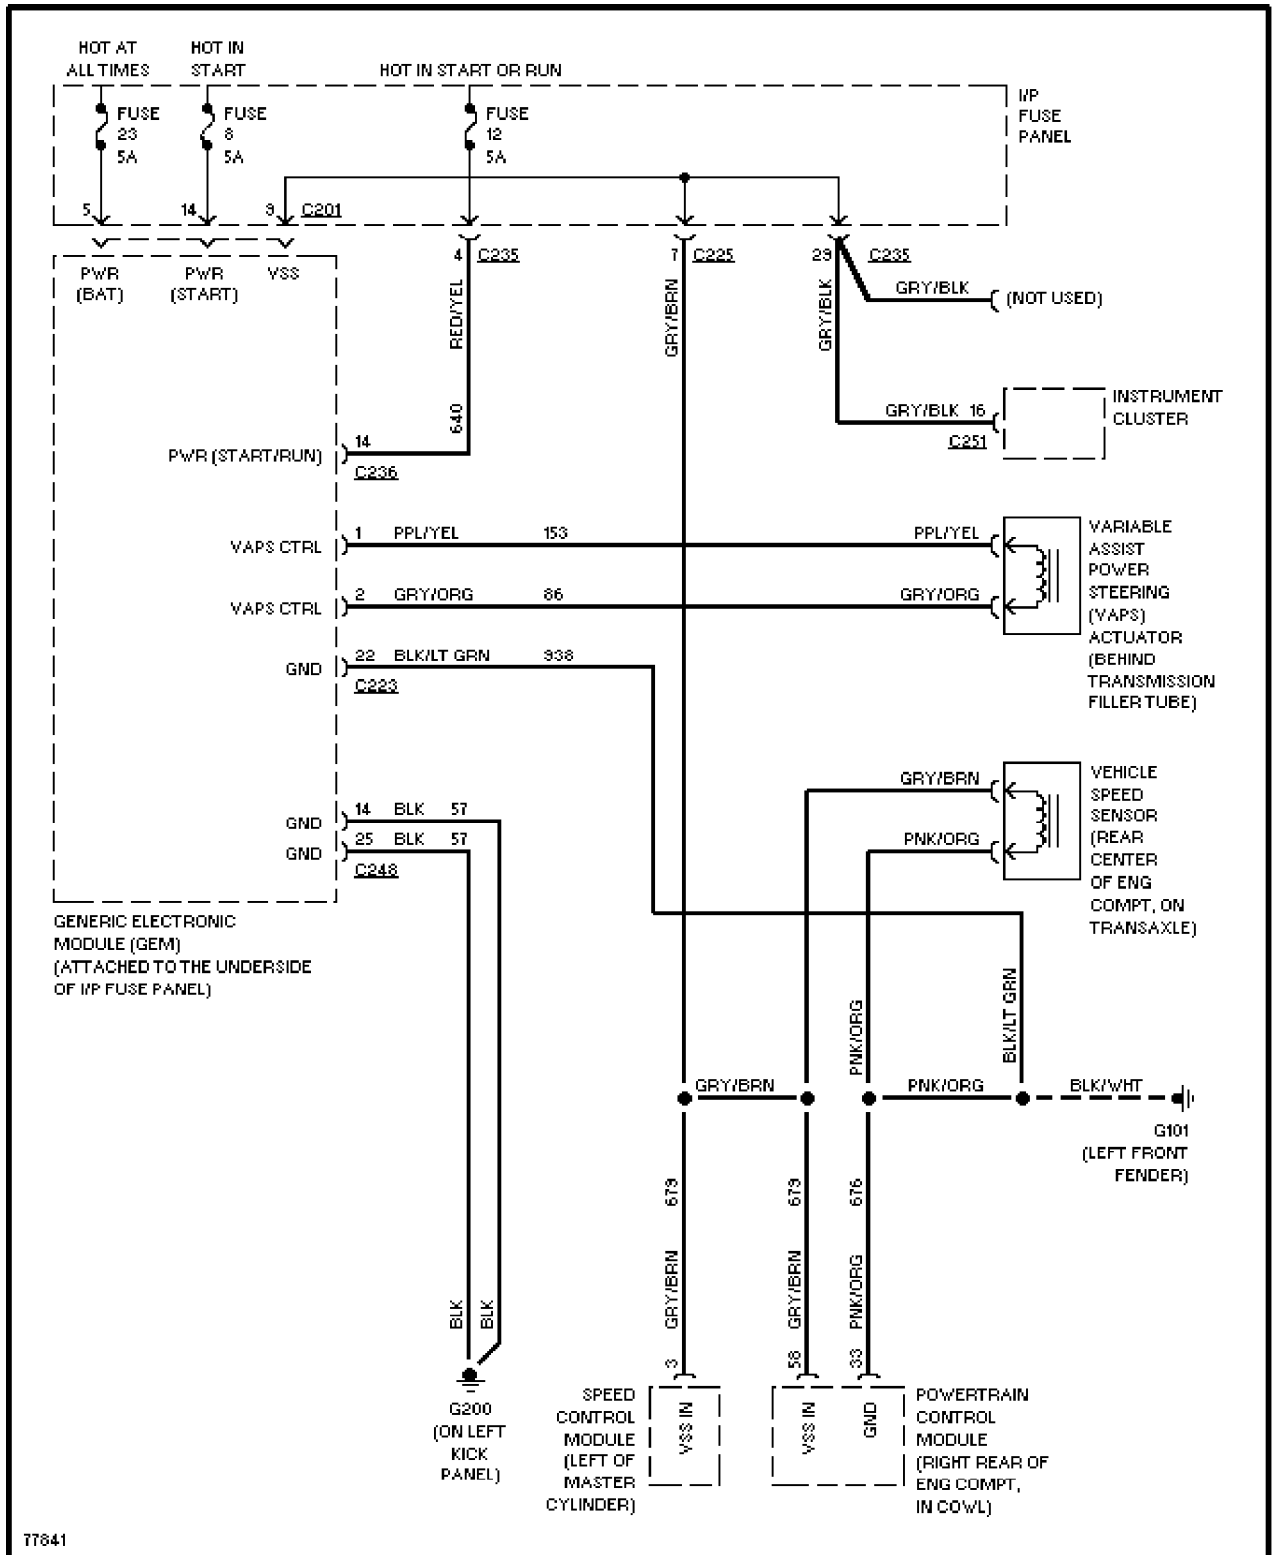 HOT AT
ALL TIMES
HOT IN
START
HOT IN START OR RUN
I/P
FUSE
PANEL
FUSE
23
5A
FUSE
8
5A
FUSE
12
5A
5
14
9
C201
4
C235
7
C225
29
C235
PWR
(BAT)
PWR
(START)
VSS
RED/YEL
640
GRY/BRN
GRY/BLK
GRY/BLK
(NOT USED)
GRY/BLK 16
C251
INSTRUMENT
CLUSTER
PWR (START/RUN)
14
C236
VAPS CTRL
1
PPL/YEL
153
PPL/YEL
VAPS CTRL
2
GRY/ORG
86
GRY/ORG
VARIABLE
ASSIST
POWER
STEERING
(VAPS)
ACTUATOR
(BEHIND
TRANSMISSION
FILLER TUBE)
GND
22
BLK/LT GRN
938
C223
GRY/BRN
PNK/ORG
VEHICLE
SPEED
SENSOR
(REAR
CENTER
OF ENG
COMPT, ON
TRANSAXLE)
GND
14
BLK
57
GND
25
BLK
57
C248
GENERIC ELECTRONIC
MODULE (GEM)
(ATTACHED TO THE UNDERSIDE
OF I/P FUSE PANEL)
PNK/ORG
BLK/LT GRN
GRY/BRN
PNK/ORG
BLK/WHT
G101
(LEFT FRONT
FENDER)
679
679
676
BLK
BLK
GRY/BRN
GRY/BRN
PNK/ORG
3
58
33
G200
(ON LEFT
KICK
PANEL)
SPEED
CONTROL
MODULE
(LEFT OF
MASTER
CYLINDER)
VSS IN
VSS IN
GND
POWERTRAIN
CONTROL
MODULE
(RIGHT REAR OF
ENG COMPT,
IN COWL)
77841